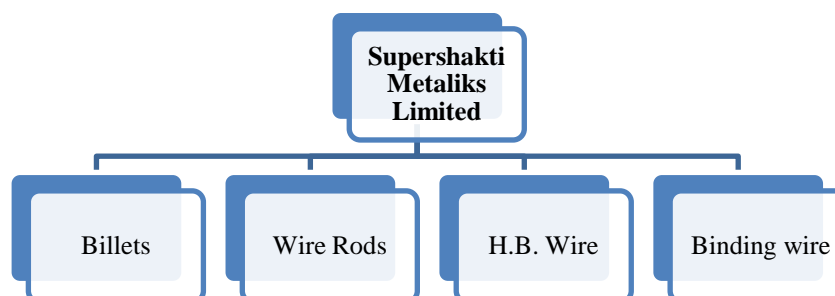 Supershakti
Metaliks
Limited
Billets
Wire Rods
H.B. Wire
Binding wire